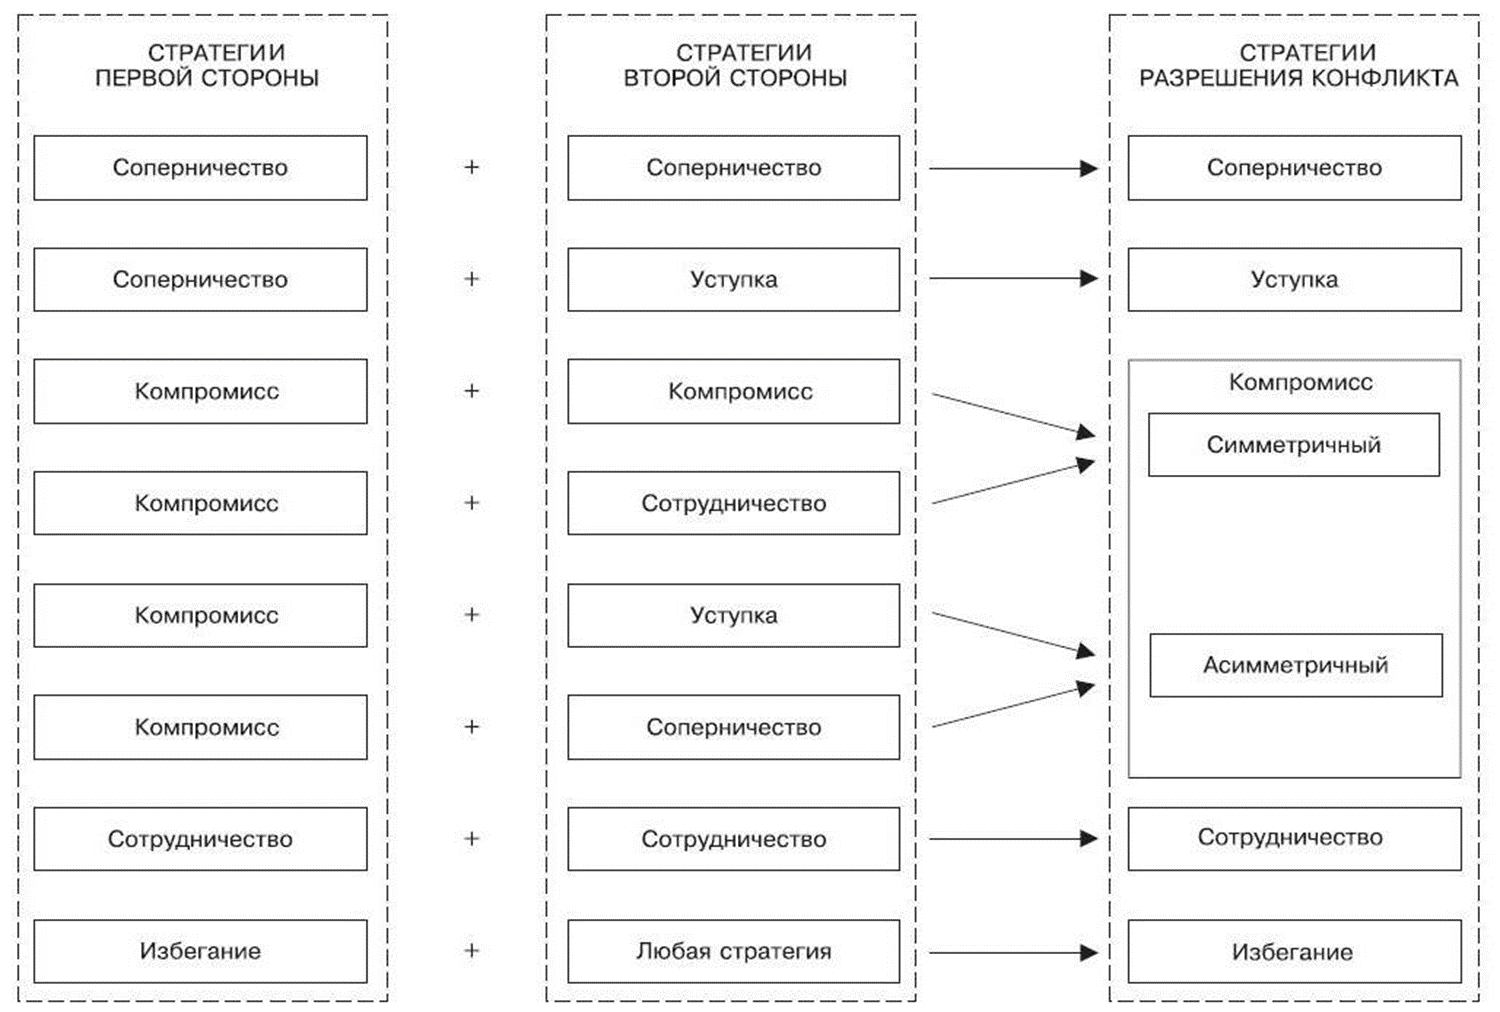 СТРАТЕГИИ
ПЕРВОЙ СТОРОНЫ
СТРАТЕГИИ
ВТОРОЙ СТОРОНЫ
СТРАТЕГИИ
РАЗРЕШЕНИЯ КОНФЛИКТА
Соперничество + Соперничество Соперничество
Соперничество + Уступка Уступка
Компромисс + Компромисс Компромисс
Симметричный
Компромисс + Сотрудничество
Компромисс + Уступка
Асимметричный
Компромисс + Соперничество
Сотрудничество + Сотрудничество Сотрудничество
Избегание + Любая стратегия Избегание